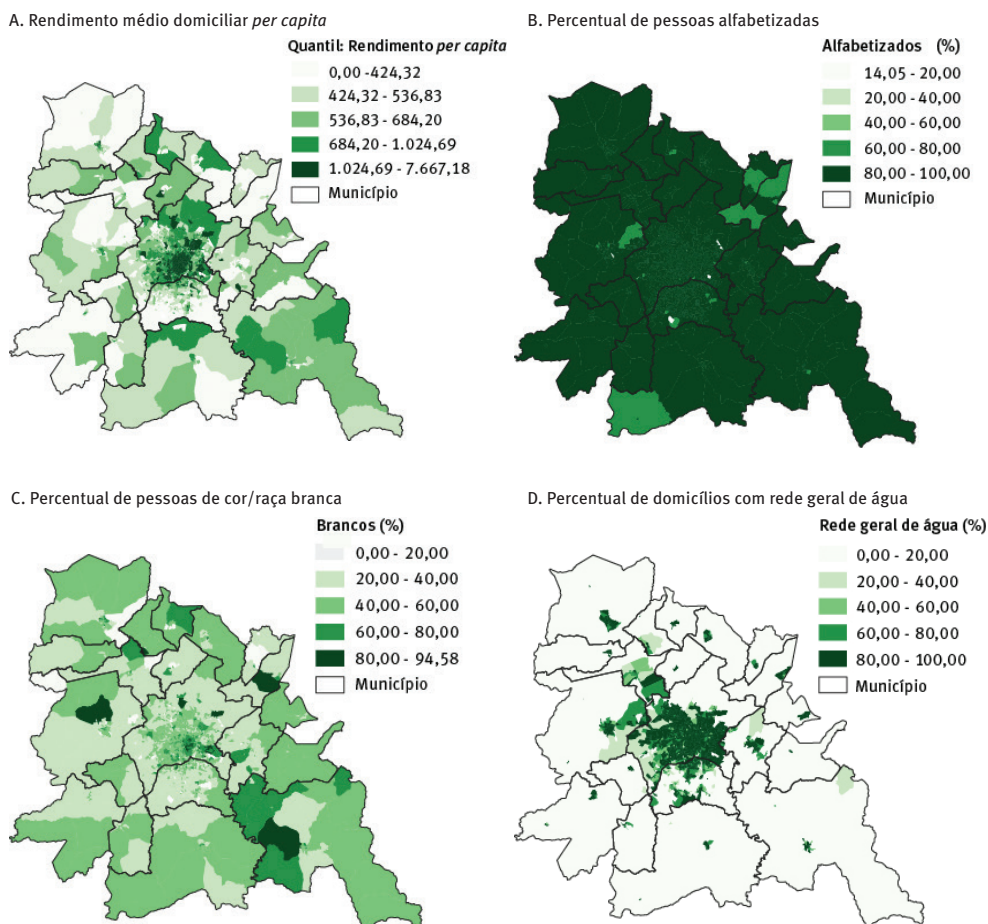 A. Rendimento médio domiciliar per capita
Quantil: Rendimento per capita
0,00 -424,32
424,32 - 536,83
536,83 - 684,20
684,20 - 1.024,69
1.024,69 - 7.667,18
Município
B. Percentual de pessoas alfabetizadas
Alfabetizados (%)
14,05 - 20,00
20,00 - 40,00
40,00 - 60,00
60,00 - 80,00
80,00 - 100,00
Município
C. Percentual de pessoas de cor/raça branca
Brancos (%)
0,00 - 20,00
20,00 - 40,00
40,00 - 60,00
60,00 - 80,00
80,00 - 94,58
Município
D. Percentual de domicílios com rede geral de água
Rede geral de água (%)
0,00 - 20,00
20,00 - 40,00
40,00 - 60,00
60,00 - 80,00
80,00 - 100,00
Município